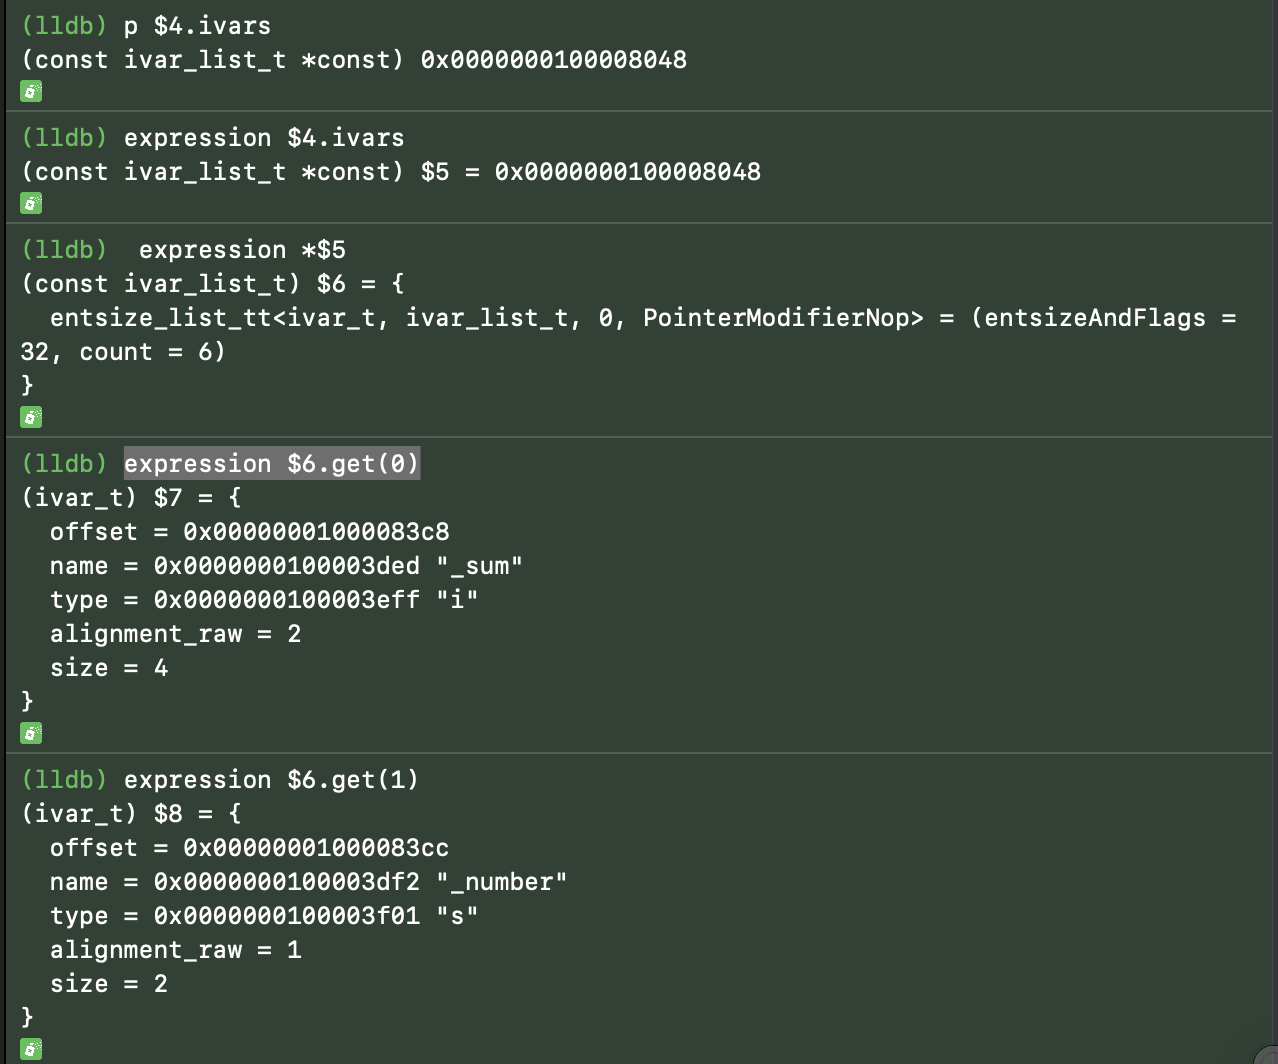 (lldb) p $4.ivars
(const ivar_list_t *const) 0x0000000100008048
(lldb) expression $4.ivars
(const ivar_list_t *const) $5 = 0x0000000100008048
(lldb)  expression *$5
(const ivar_list_t) $6 = {
  entsize_list_tt<ivar_t, ivar_list_t, 0, PointerModifierNop> = (entsizeAndFlags =
32, count = 6)
}
(lldb) expression $6.get(0)
(ivar_t) $7 = {
  offset = 0x00000001000083c8
  name = 0x0000000100003ded "_sum"
  type = 0x0000000100003eff "i"
  alignment_raw = 2
  size = 4
}
(lldb) expression $6.get(1)
(ivar_t) $8 = {
  offset = 0x00000001000083cc
  name = 0x0000000100003df2 "_number"
  type = 0x0000000100003f01 "s"
  alignment_raw = 1
  size = 2
}